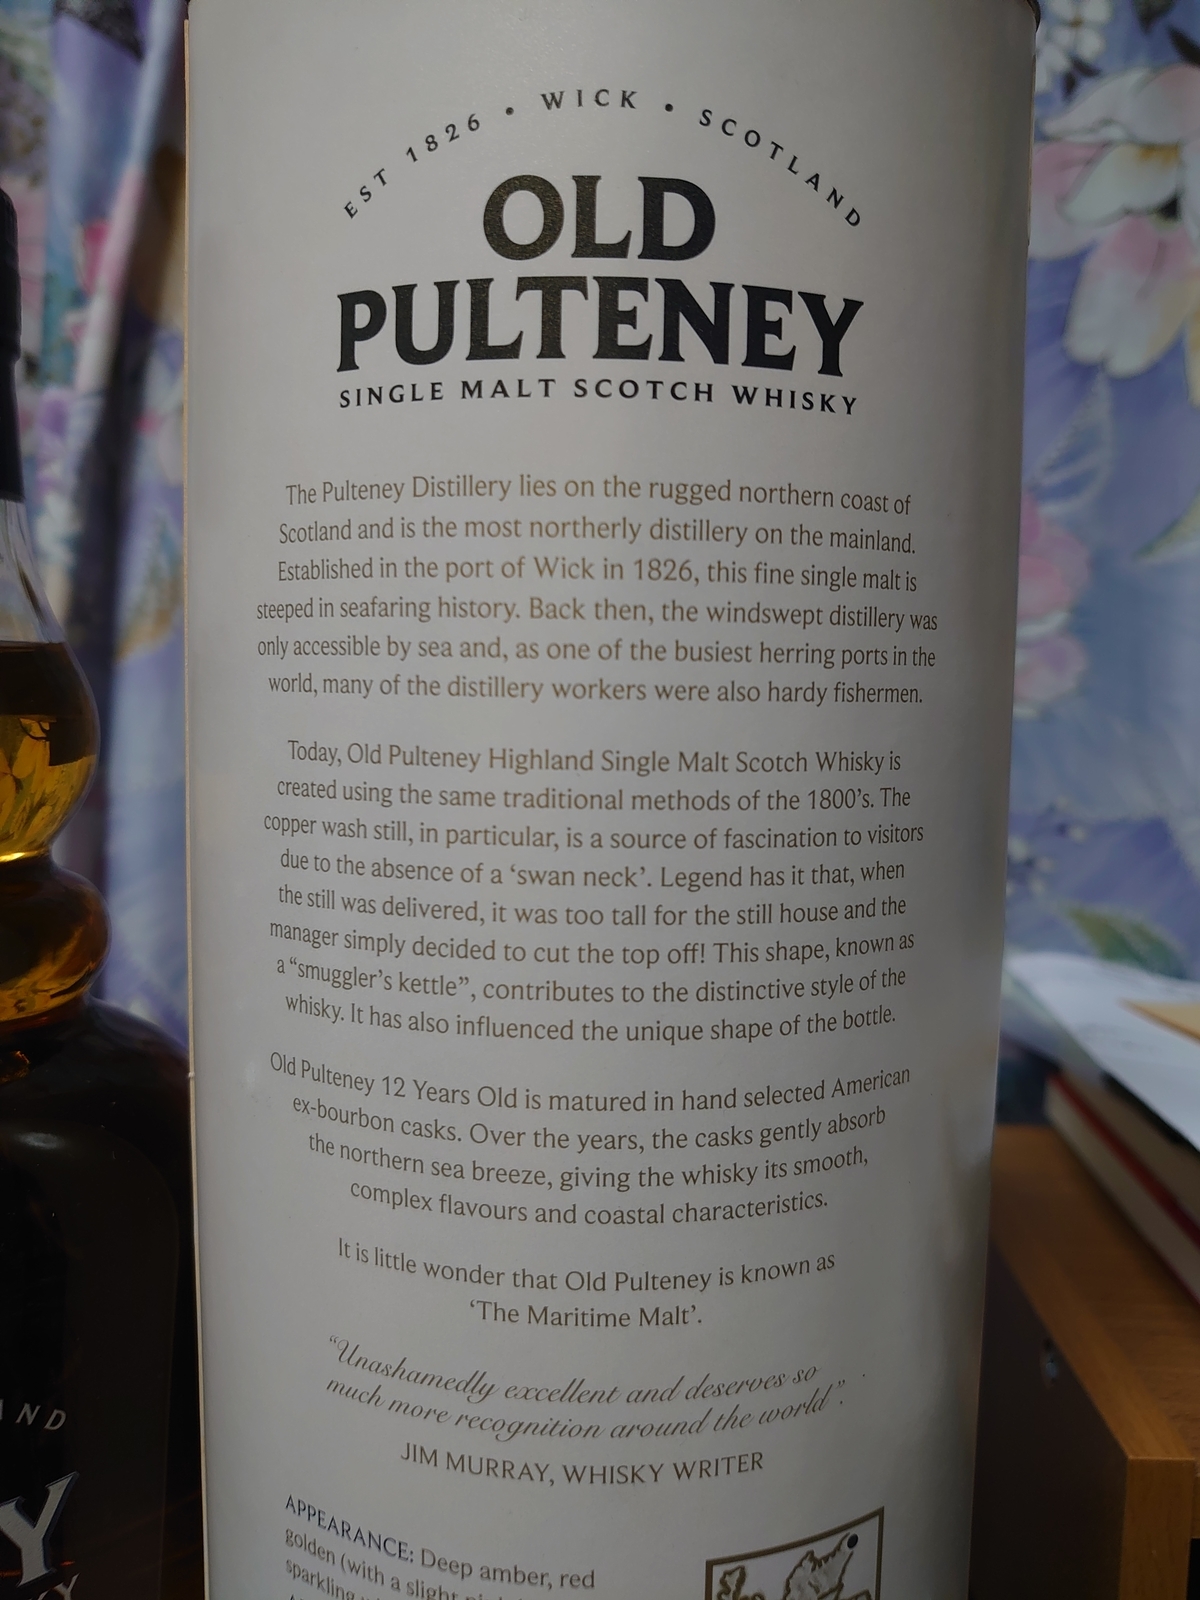 EST 1826 • WICK • SCOTLAND
OLD
PULTENEY
SINGLE MALT SCOTCH WHISKY
The Pulteney Distillery lies on the rugged northern coast of
Scotland and is the most northerly distillery on the mainland.
Established in the port of Wick in 1826, this fine single malt is
steeped in seafaring history. Back then, the windswept distillery was
only accessible by sea and, as one of the busiest herring ports in the
world, many of the distillery workers were also hardy fishermen.
Today, Old Pulteney Highland Single Malt Scotch Whisky is
created using the same traditional methods of the 1800's. The
copper wash still, in particular, is a source of fascination to visitors
due to the absence of a ‘swan neck’. Legend has it that, when
the still was delivered, it was too tall for the still house and the
manager simply decided to cut the top off! This shape, known as
a “smuggler's kettle”, contributes to the distinctive style of the
whisky. It has also influenced the unique shape of the bottle.
Old Pulteney 12 Years Old is matured in hand selected American
ex-bourbon casks. Over the years, the casks gently absorb
the northern sea breeze, giving the whisky its smooth,
complex flavours and coastal characteristics.
It is little wonder that Old Pulteney is known as
‘The Maritime Malt’.
“Unashamedly excellent and deserves so
much more recognition around the world”.
JIM MURRAY, WHISKY WRITER
APPEARANCE: Deep amber, red
golden (with a slight
sparkling
AND
Y